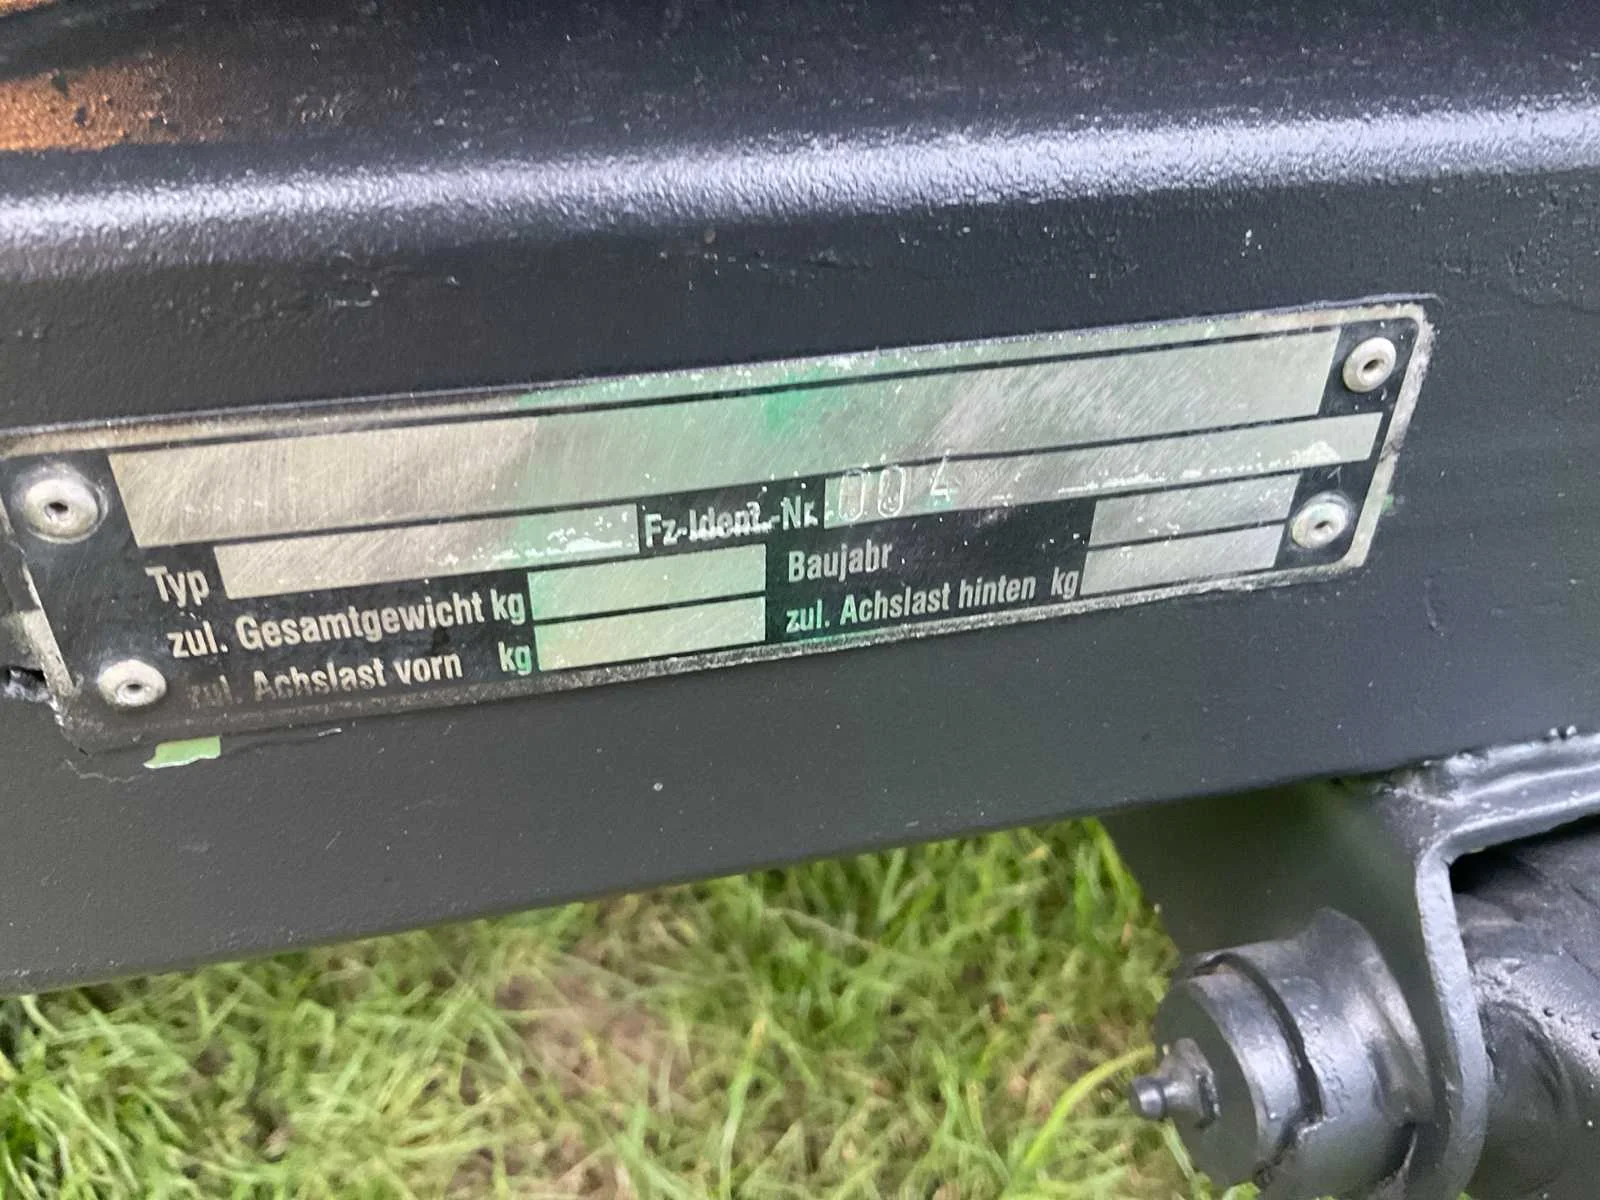 Typ Fz-Ident.-Nr. 004
zul. Gesamtgewicht kg Baujahr
zul. Achslast vorn kg zul. Achslast hinten kg